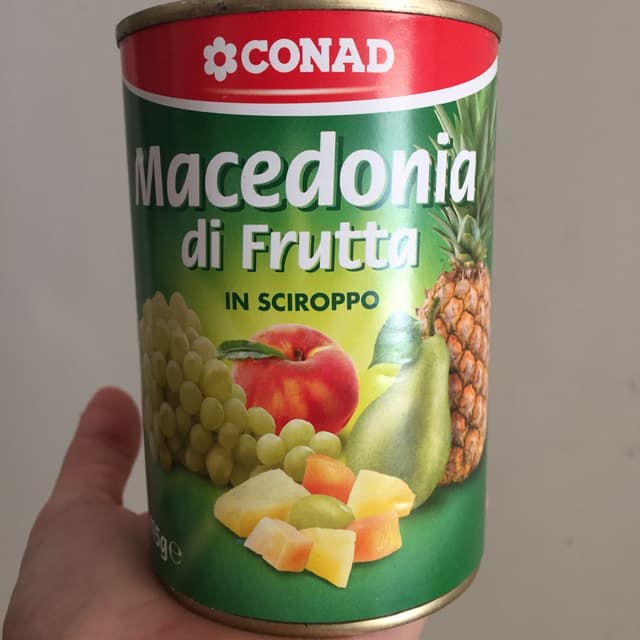 CONAD
Macedonia
di Frutta
IN SCIROPPO